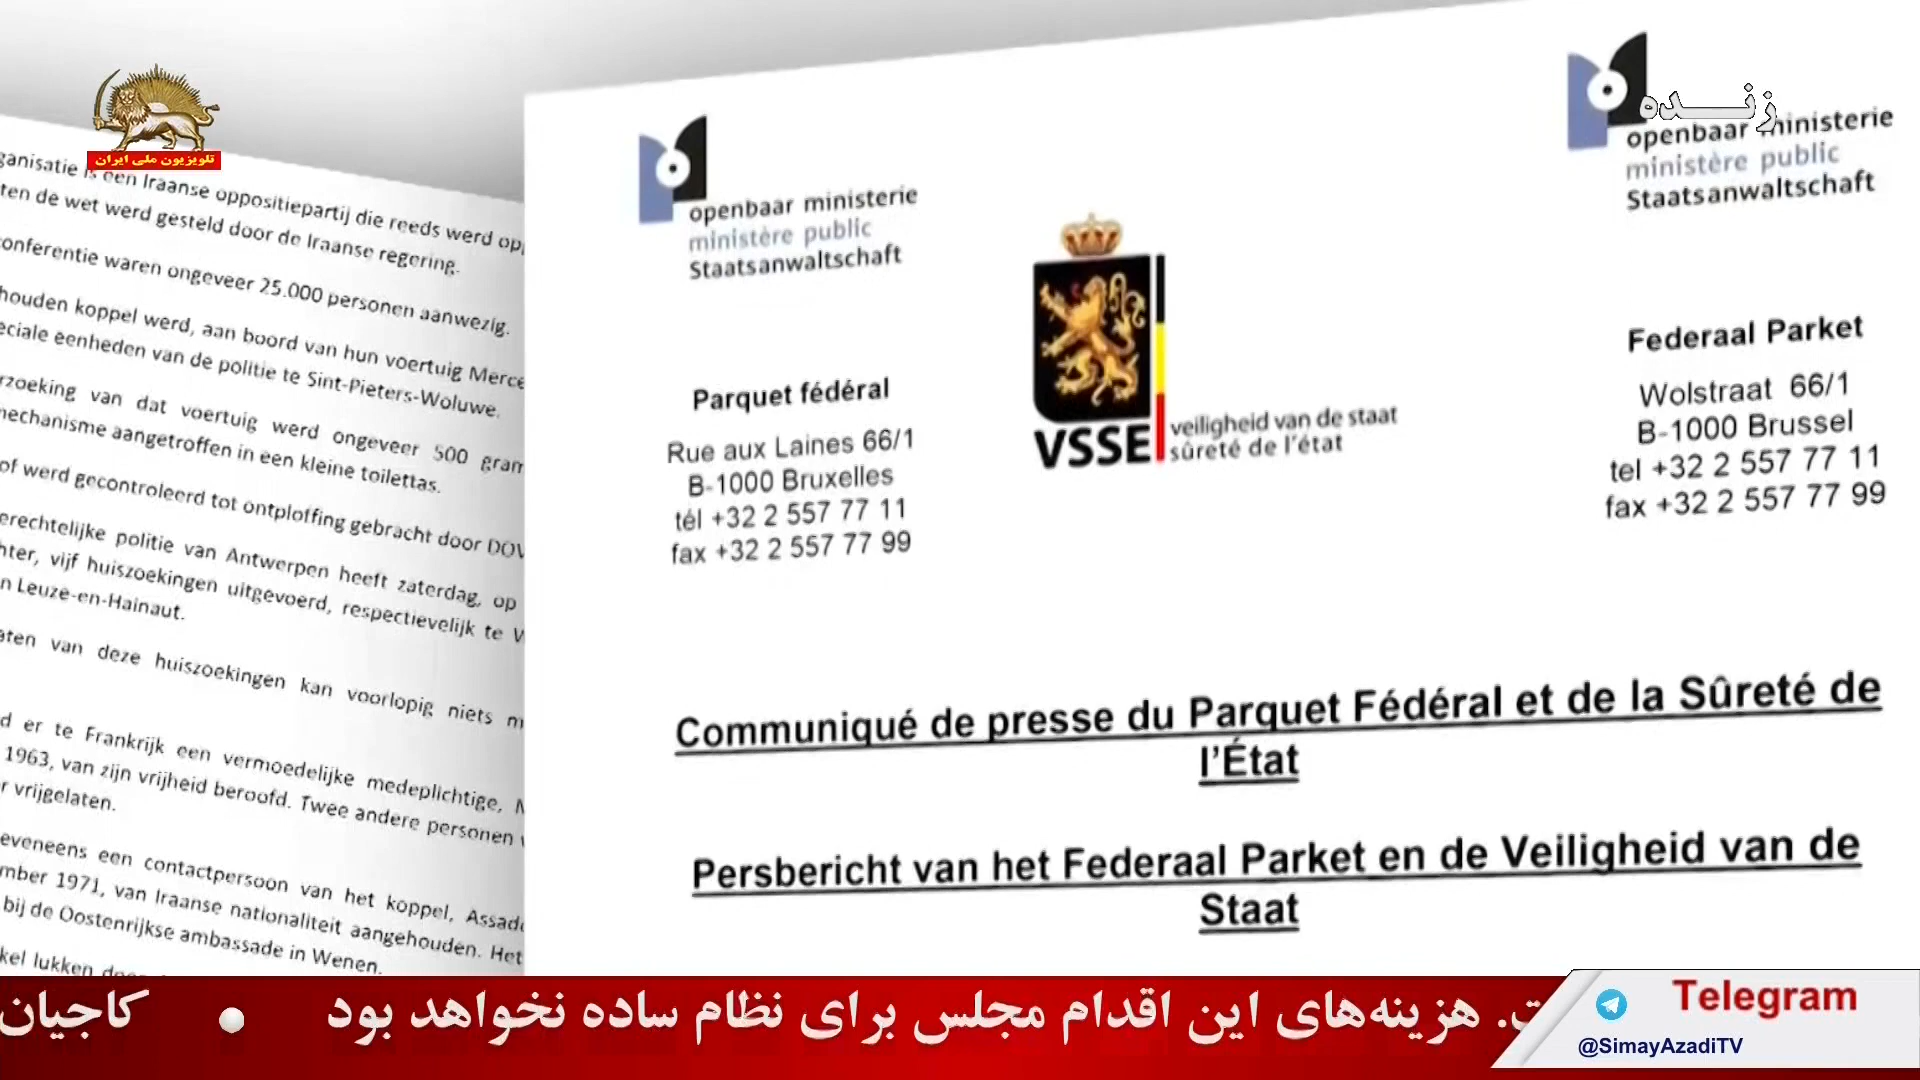 تلویزیون ملی ایران
زنده
is een Iraanse oppositiepartij die reeds werd
de wet werd gesteld door de Iraanse regering.
waren ongeveer 25.000 personen aanwezig.
koppel werd, aan boord van hun voertuig
eenheden van de politie te Sint-Pieters-Woluwe.
van dat voertuig werd ongeveer 500
aangetroffen in een kleine toilettas.
werd gecontroleerd tot ontploffing gebracht door
politie van Antwerpen heeft zaterdag, op
vijf huiszoekingen uitgevoerd, respectievelijk te
Leuze-en-Hainaut.
van deze huiszoekingen kan voorlopig niets
er te Frankrijk een vermoedelijke medeplichtige,
1963, van zijn vrijheid beroofd. Twee andere personen
vrijgelaten.
eveneens een contactpersoon van het koppel,
1971, van Iraanse nationaliteit aangehouden. Het
bij de Oostenrijkse ambassade in Wenen.
lukken
openbaar ministerie
ministère public
Staatsanwaltschaft
Parquet fédéral
Rue aux Laines 66/1
B-1000 Bruxelles
tél +32 2 557 77 11
fax +32 2 557 77 99
VSSE
veiligheid van de staat
sûreté de l'état
openbaar ministerie
ministère public
Staatsanwaltschaft
Federaal Parket
Wolstraat 66/1
B-1000 Brussel
tel +32 2 557 77 11
fax +32 2 557 77 99
Communiqué de presse du Parquet Fédéral et de la Sûreté de
l'État
Persbericht van het Federaal Parket en de Veiligheid van de
Staat
هزینه‌های این اقدام مجلس برای نظام ساده نخواهد بود ● کاجیان
Telegram
@SimayAzadiTV